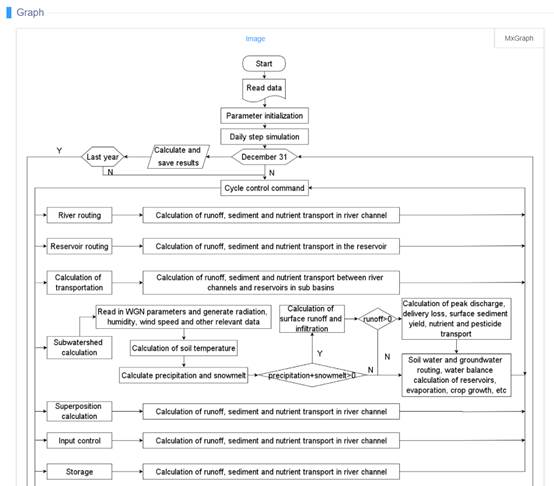 Graph
Image
MxGraph
Start
Read data
Parameter initialization
Daily step simulation
Y
Last year
Calculate and
save results
December 31
N
N
Cycle control command
River routing
Calculation of runoff, sediment and nutrient transport in river channel
Reservoir routing
Calculation of runoff, sediment and nutrient transport in the reservoir
Calculation of
transportation
Calculation of runoff, sediment and nutrient transport between river
channels and reservoirs in sub basins
Subwatershed
calculation
Read in WGN parameters and generate radiation,
humidity, wind speed and other relevant data
Calculation of soil temperature
Calculate precipitation and snowmelt
precipitation+snowmelt>0
Y
N
Calculation of
surface runoff and
infiltration
runoff>0
N
Calculation of peak discharge,
delivery loss, surface sediment
yield, nutrient and pesticide
transport
Soil water and groundwater
routing, water balance
calculation of reservoirs,
evaporation, crop growth, etc
Superposition
calculation
Calculation of runoff, sediment and nutrient transport in river channel
Input control
Calculation of runoff, sediment and nutrient transport in river channel
Storage
Calculation of runoff, sediment and nutrient transport in river channel